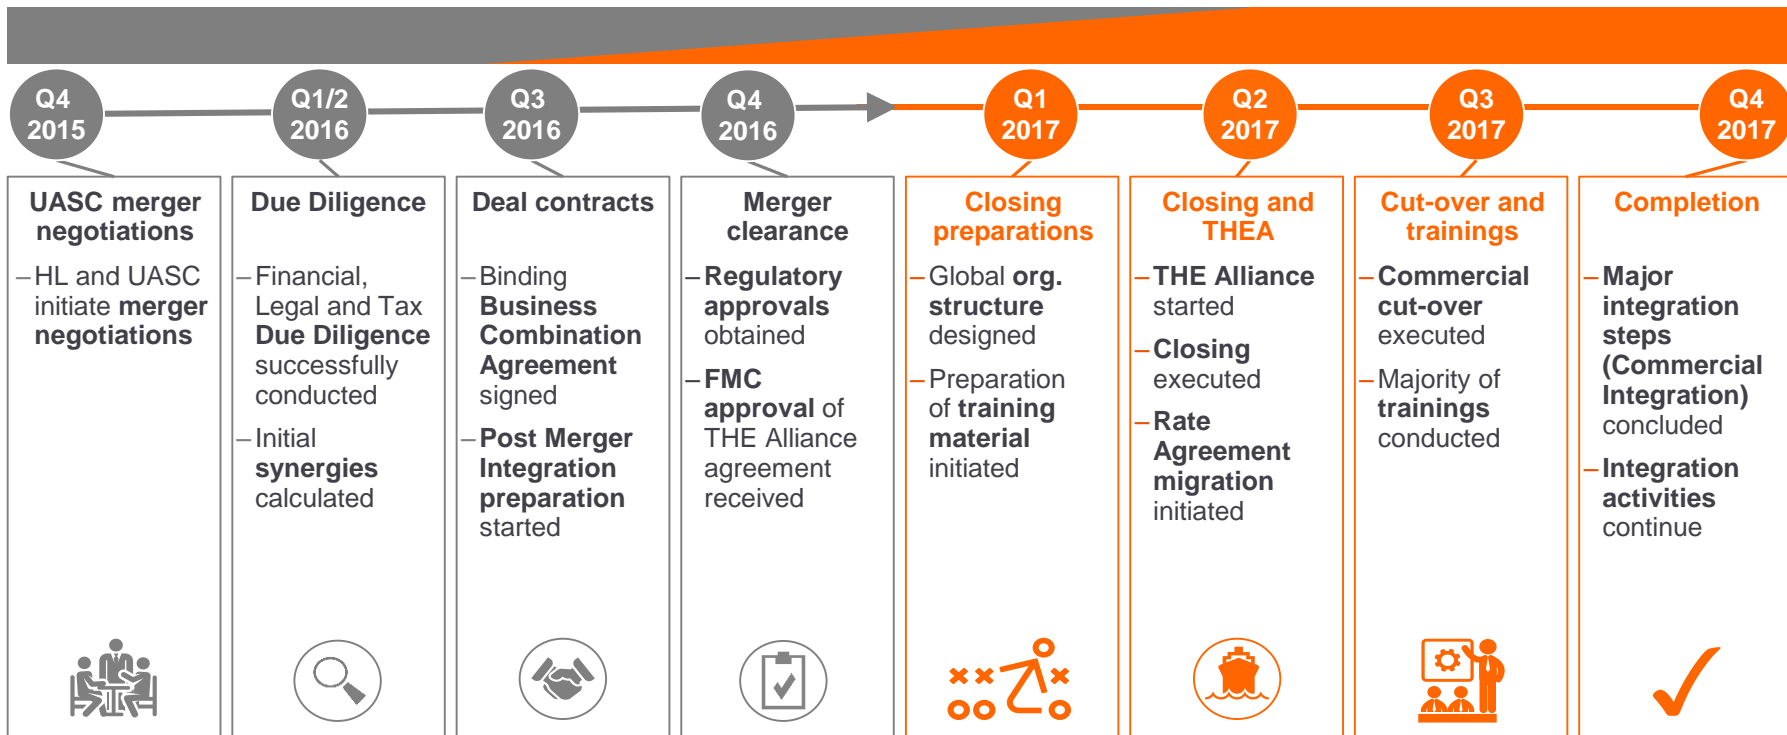 Q4
2015
Q1/2
2016
Q3
2016
Q4
2016
Q1
2017
Q2
2017
Q3
2017
Q4
2017
UASC merger
negotiations
– HL and UASC
initiate merger
negotiations
Due Diligence
– Financial,
Legal and Tax
Due Diligence
successfully
conducted
– Initial
synergies
calculated
Deal contracts
– Binding
Business
Combination
Agreement
signed
– Post Merger
Integration
preparation
started
Merger
clearance
– Regulatory
approvals
obtained
– FMC
approval of
THE Alliance
agreement
received
Closing
preparations
– Global org.
structure
designed
– Preparation
of training
material
initiated
Closing and
THEA
– THE Alliance
started
– Closing
executed
– Rate
Agreement
migration
initiated
Cut-over and
trainings
– Commercial
cut-over
executed
– Majority of
trainings
conducted
Completion
– Major
integration
steps
(Commercial
Integration)
concluded
– Integration
activities
continue